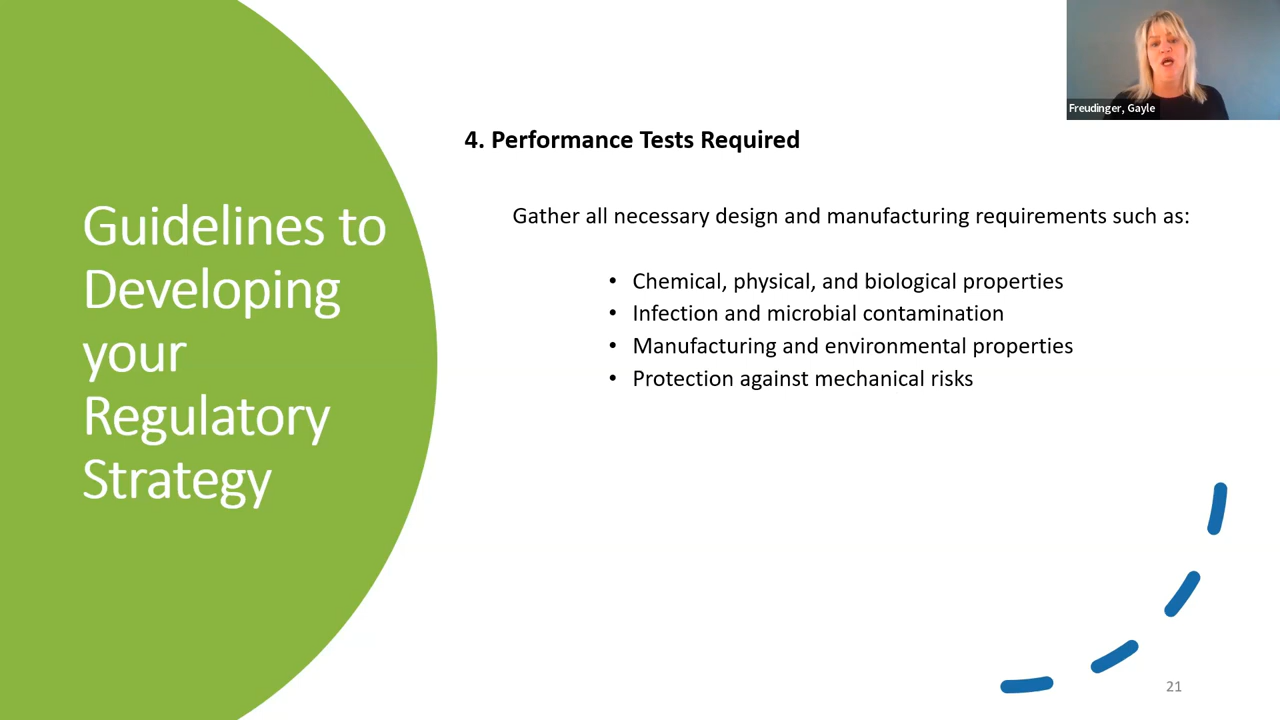 Freudinger, Gayle
4. Performance Tests Required
Guidelines to
Developing
your
Regulatory
Strategy
Gather all necessary design and manufacturing requirements such as:
• Chemical, physical, and biological properties
• Infection and microbial contamination
• Manufacturing and environmental properties
• Protection against mechanical risks
21